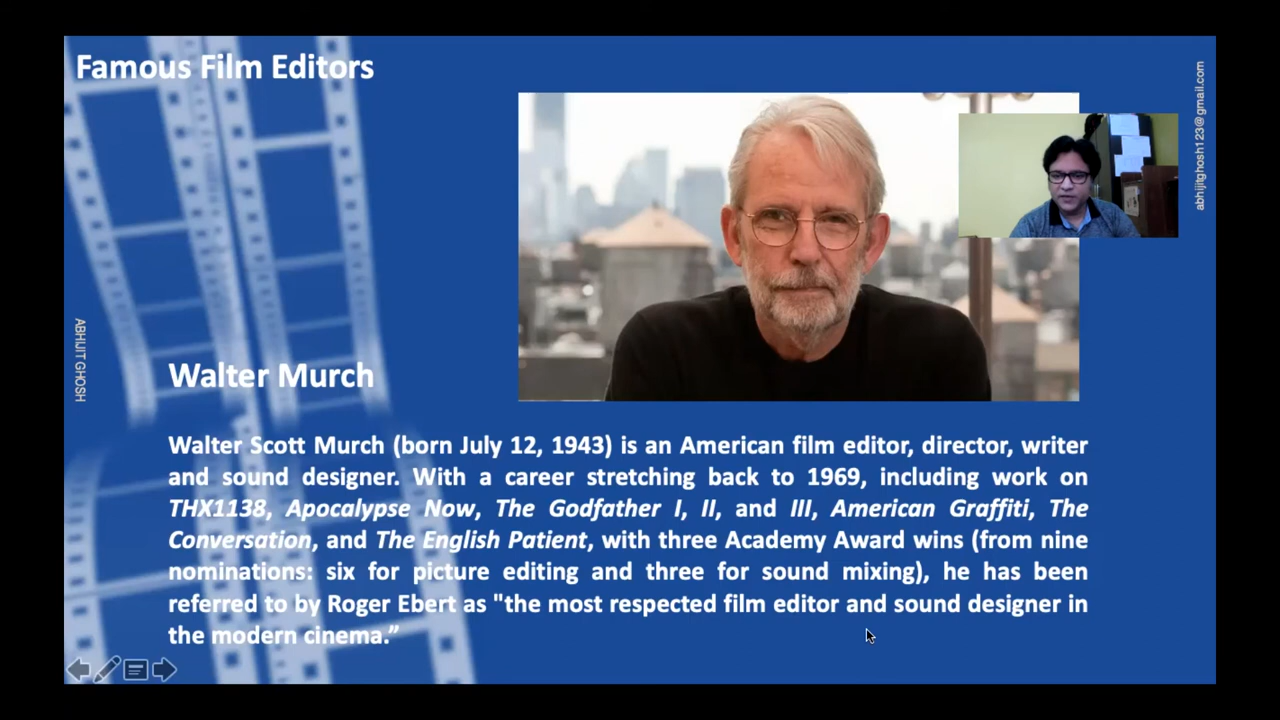 Famous Film Editors
abhijitghosh123@gmail.com
ABHIJIT GHOSH
Walter Murch
Walter Scott Murch (born July 12, 1943) is an American film editor, director, writer
and sound designer. With a career stretching back to 1969, including work on
THX1138, Apocalypse Now, The Godfather I, II, and III, American Graffiti, The
Conversation, and The English Patient, with three Academy Award wins (from nine
nominations: six for picture editing and three for sound mixing), he has been
referred to by Roger Ebert as "the most respected film editor and sound designer in
the modern cinema.”